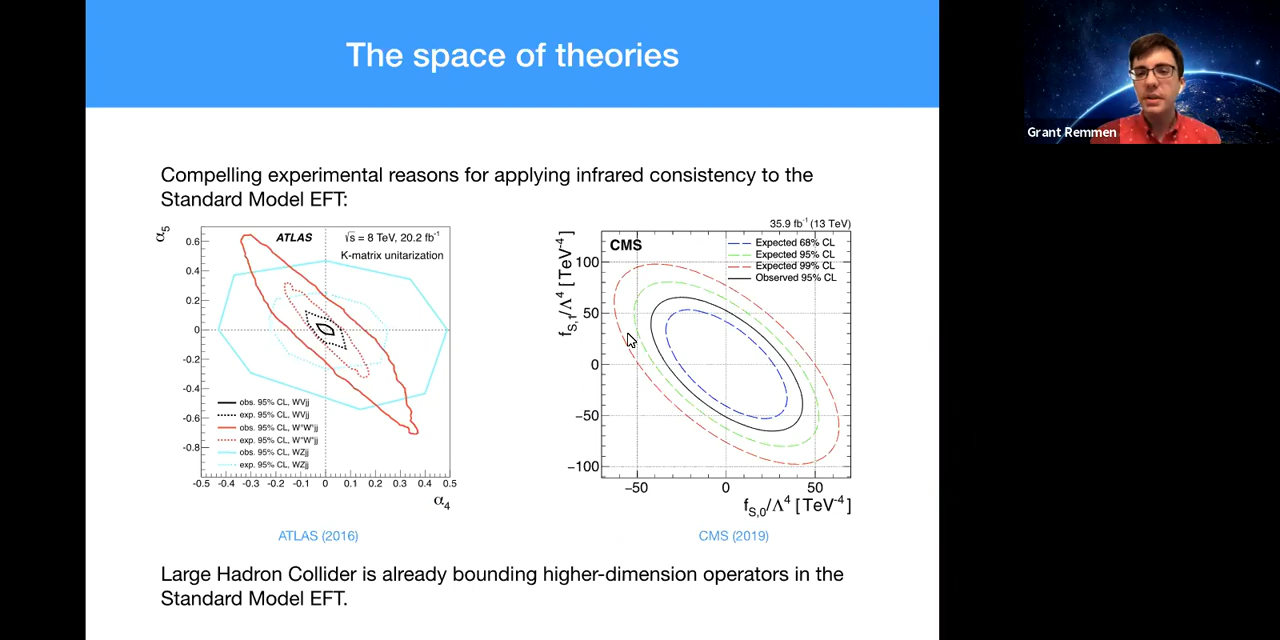 The space of theories
Grant Remmen
Compelling experimental reasons for applying infrared consistency to the
Standard Model EFT:
α₅
ATLAS
√s = 8 TeV, 20.2 fb⁻¹
K-matrix unitarization
0.6
0.4
0.2
0
-0.2
-0.4
-0.6
-0.8
obs. 95% CL, WVjj
exp. 95% CL, WVjj
obs. 95% CL, W±W±jj
exp. 95% CL, W±W±jj
obs. 95% CL, WZjj
exp. 95% CL, WZjj
-0.5 -0.4 -0.3 -0.2 -0.1 0 0.1 0.2 0.3 0.4 0.5
α₄
ATLAS (2016)
35.9 fb⁻¹ (13 TeV)
CMS
Expected 68% CL
Expected 95% CL
Expected 99% CL
Observed 95% CL
f_S,1/Λ⁴ [TeV⁻⁴]
100
50
0
−50
−100
−50 0 50
f_S,0/Λ⁴ [TeV⁻⁴]
CMS (2019)
Large Hadron Collider is already bounding higher-dimension operators in the
Standard Model EFT.